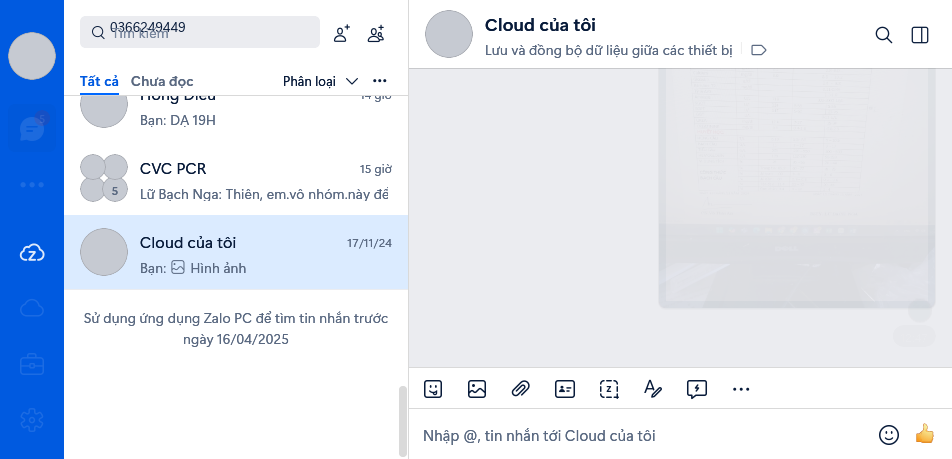 0366249449
Tìm kiếm
Tất cả Chưa đọc Phân loại
Hồng Diễu 14 giờ
Bạn: DẠ 19H
CVC PCR 15 giờ
5 Lữ Bạch Nga: Thiên, em.vô nhóm.này để
Cloud của tôi 17/11/24
Bạn: Hình ảnh
Sử dụng ứng dụng Zalo PC để tìm tin nhắn trước
ngày 16/04/2025
Cloud của tôi
Lưu và đồng bộ dữ liệu giữa các thiết bị
Nhập @, tin nhắn tới Cloud của tôi